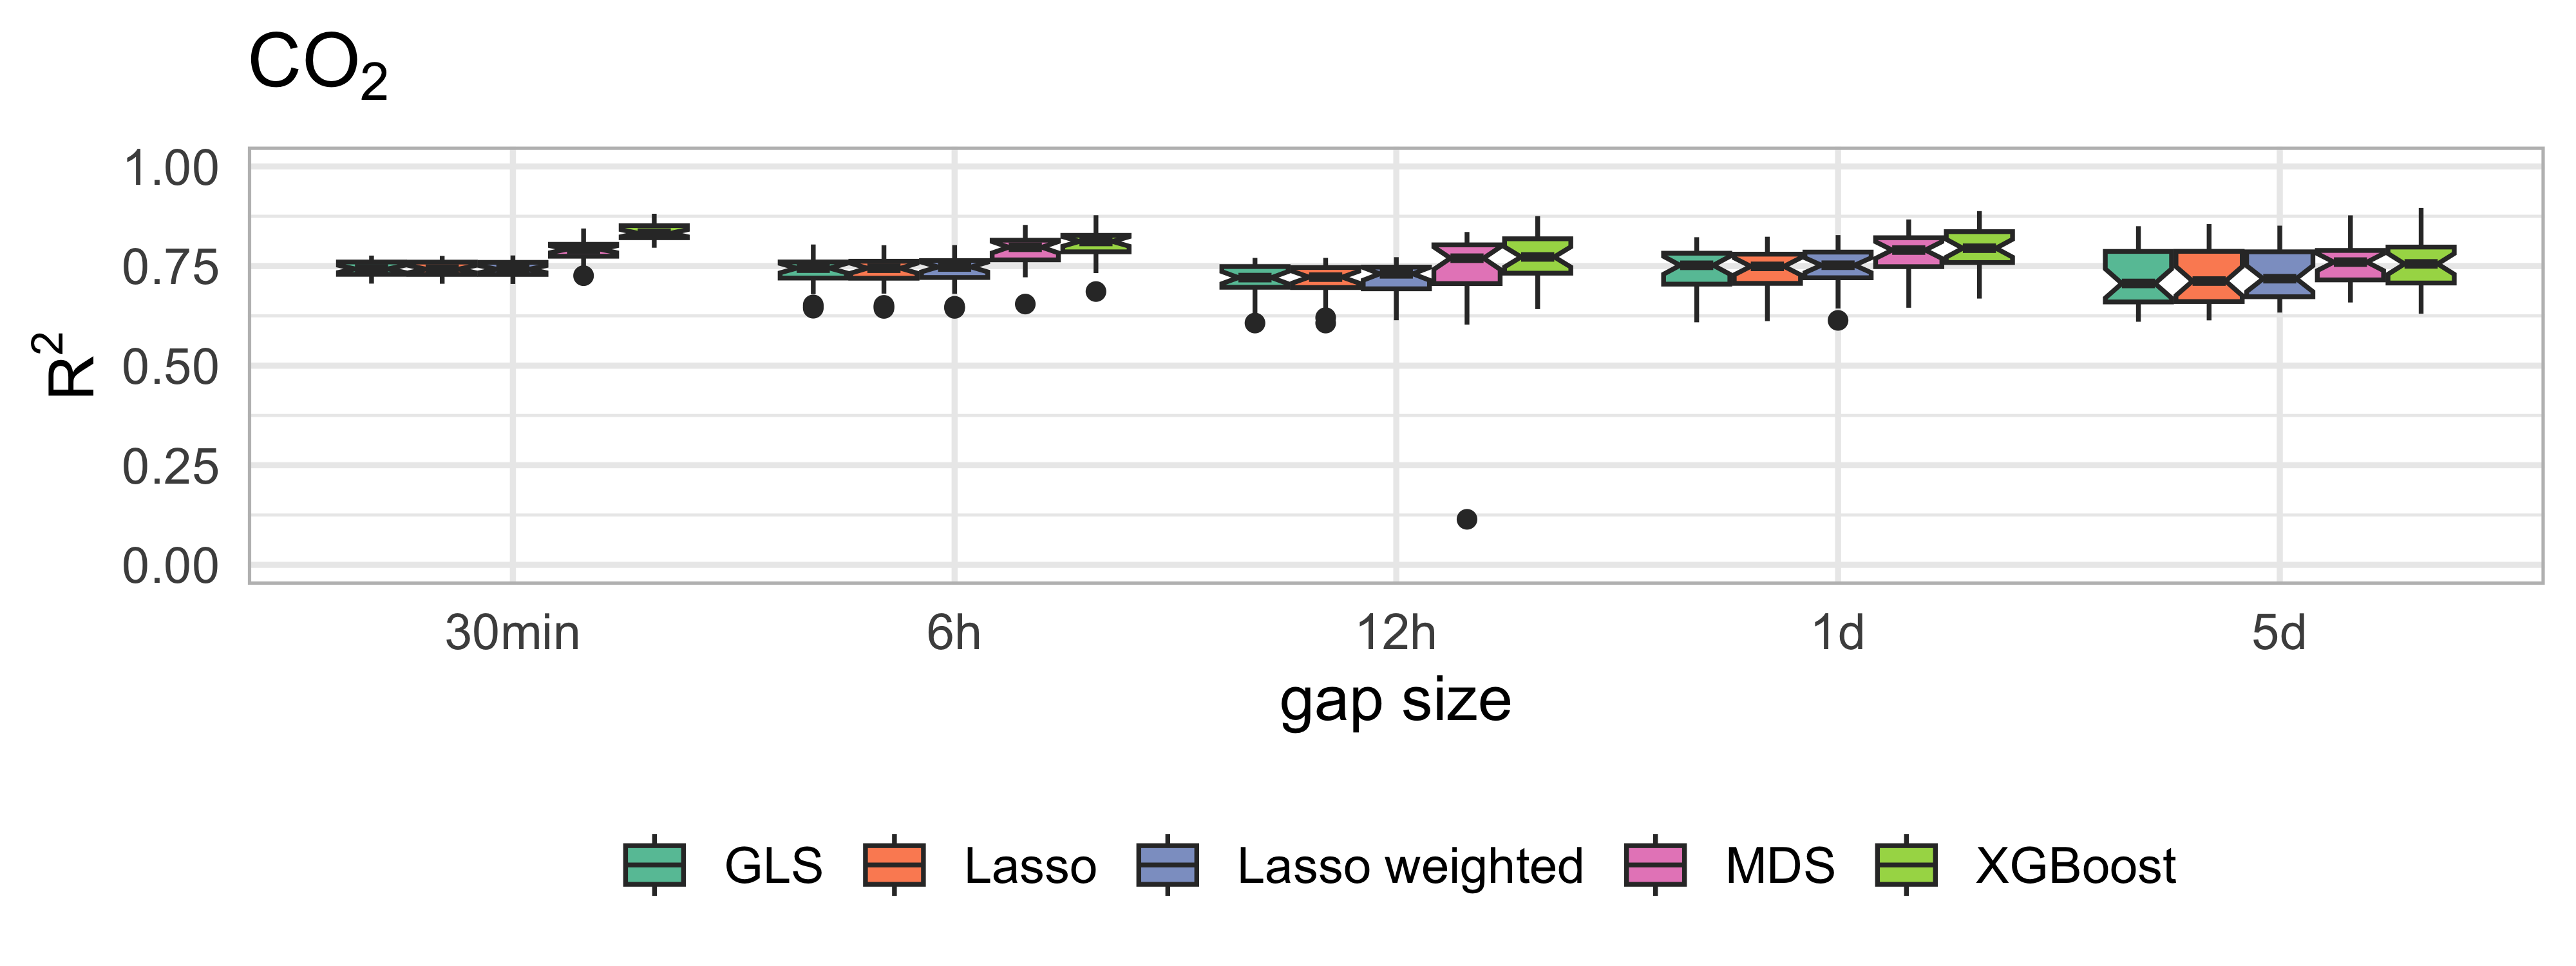 CO₂
1.00
0.75
0.50
0.25
0.00
R²
30min 6h 12h 1d 5d
gap size
GLS Lasso Lasso weighted MDS XGBoost